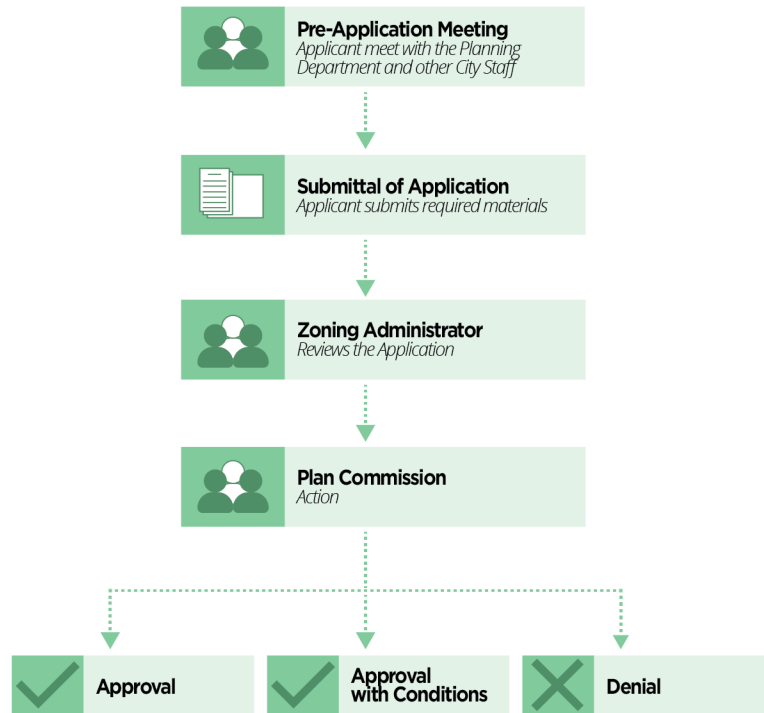 Pre-Application Meeting
Applicant meet with the Planning
Department and other City Staff
Submittal of Application
Applicant submits required materials
Zoning Administrator
Reviews the Application
Plan Commission
Action
Approval
Approval
with Conditions
Denial